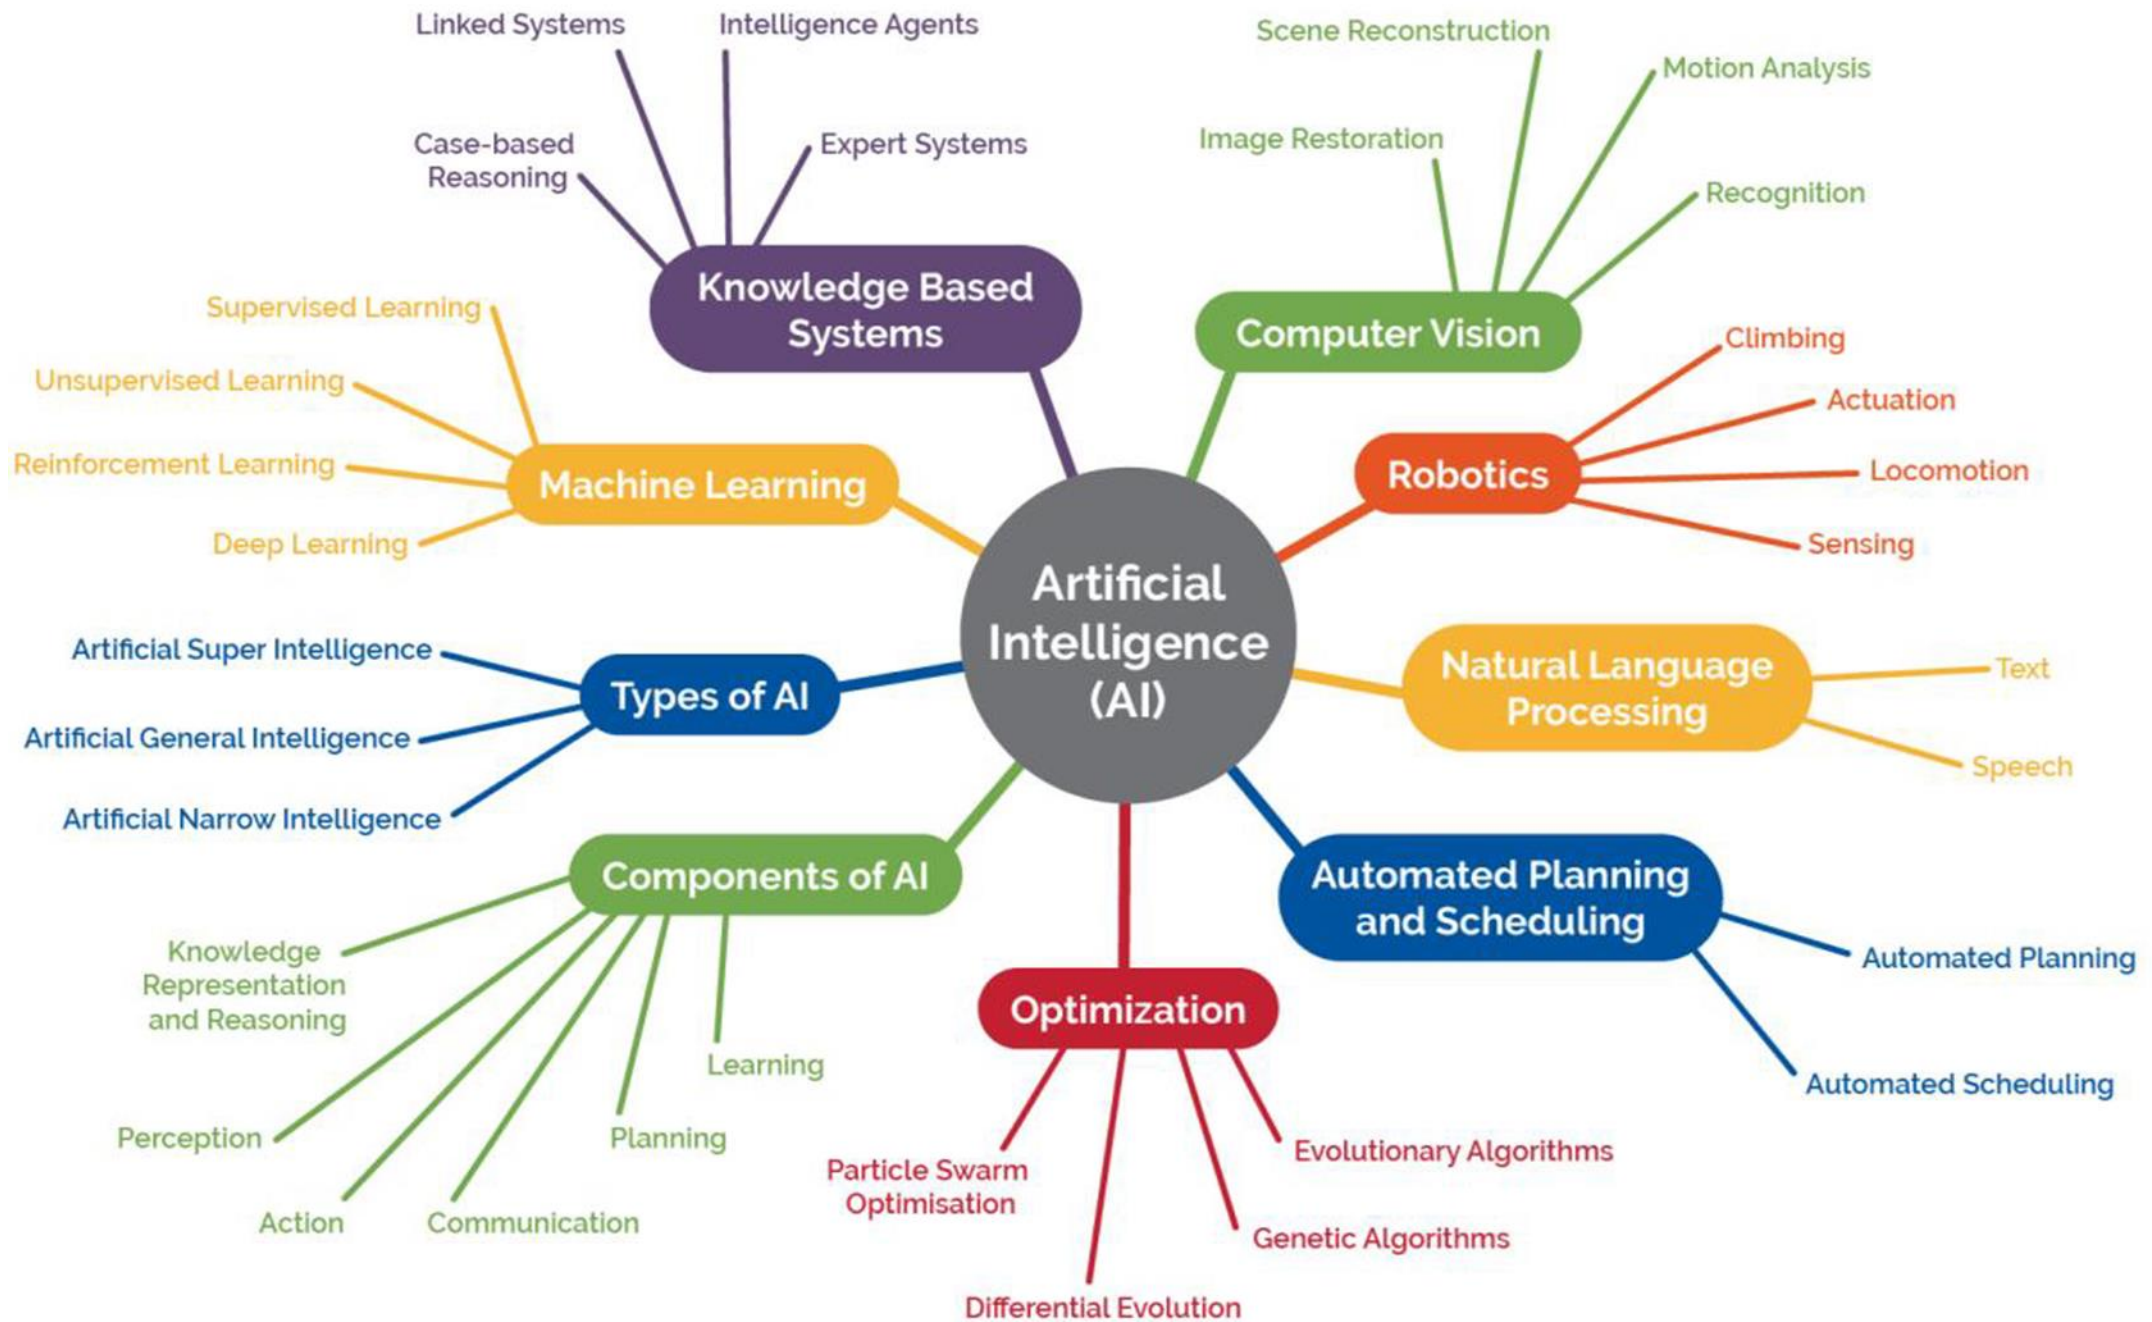 Linked Systems
Intelligence Agents
Case-based
Reasoning
Expert Systems
Knowledge Based
Systems
Scene Reconstruction
Motion Analysis
Image Restoration
Recognition
Computer Vision
Supervised Learning
Unsupervised Learning
Reinforcement Learning
Deep Learning
Machine Learning
Climbing
Actuation
Locomotion
Sensing
Robotics
Artificial
Intelligence
(AI)
Artificial Super Intelligence
Artificial General Intelligence
Artificial Narrow Intelligence
Types of AI
Natural Language
Processing
Text
Speech
Components of AI
Knowledge
Representation
and Reasoning
Perception
Action
Communication
Planning
Learning
Optimization
Particle Swarm
Optimisation
Differential Evolution
Genetic Algorithms
Evolutionary Algorithms
Automated Planning
and Scheduling
Automated Planning
Automated Scheduling